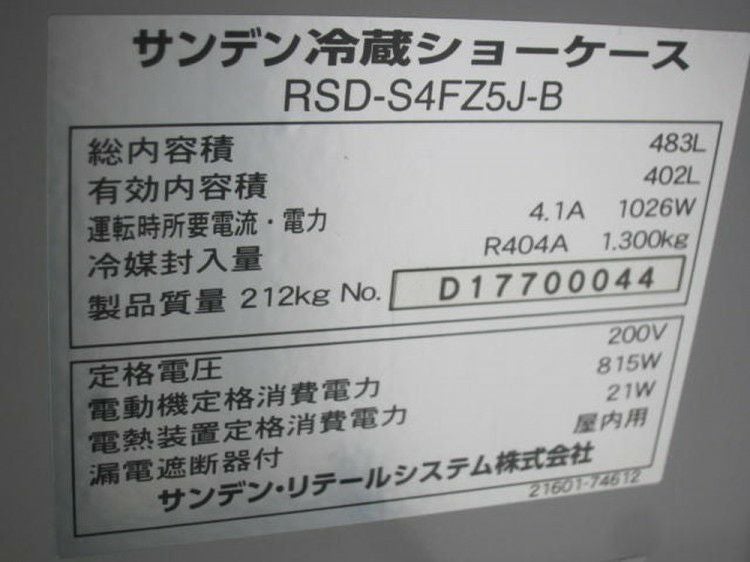 サンデン冷蔵ショーケース
RSD-S4FZ5J-B
総内容積 483L
有効内容積 402L
運転時所要電流・電力 4.1A 1026W
冷媒封入量 R404A 1.300kg
製品質量 212kg No. D17700044
定格電圧 200V
電動機定格消費電力 815W
電熱装置定格消費電力 21W
漏電遮断器付 屋内用
サンデン・リテールシステム株式会社
21601-74612